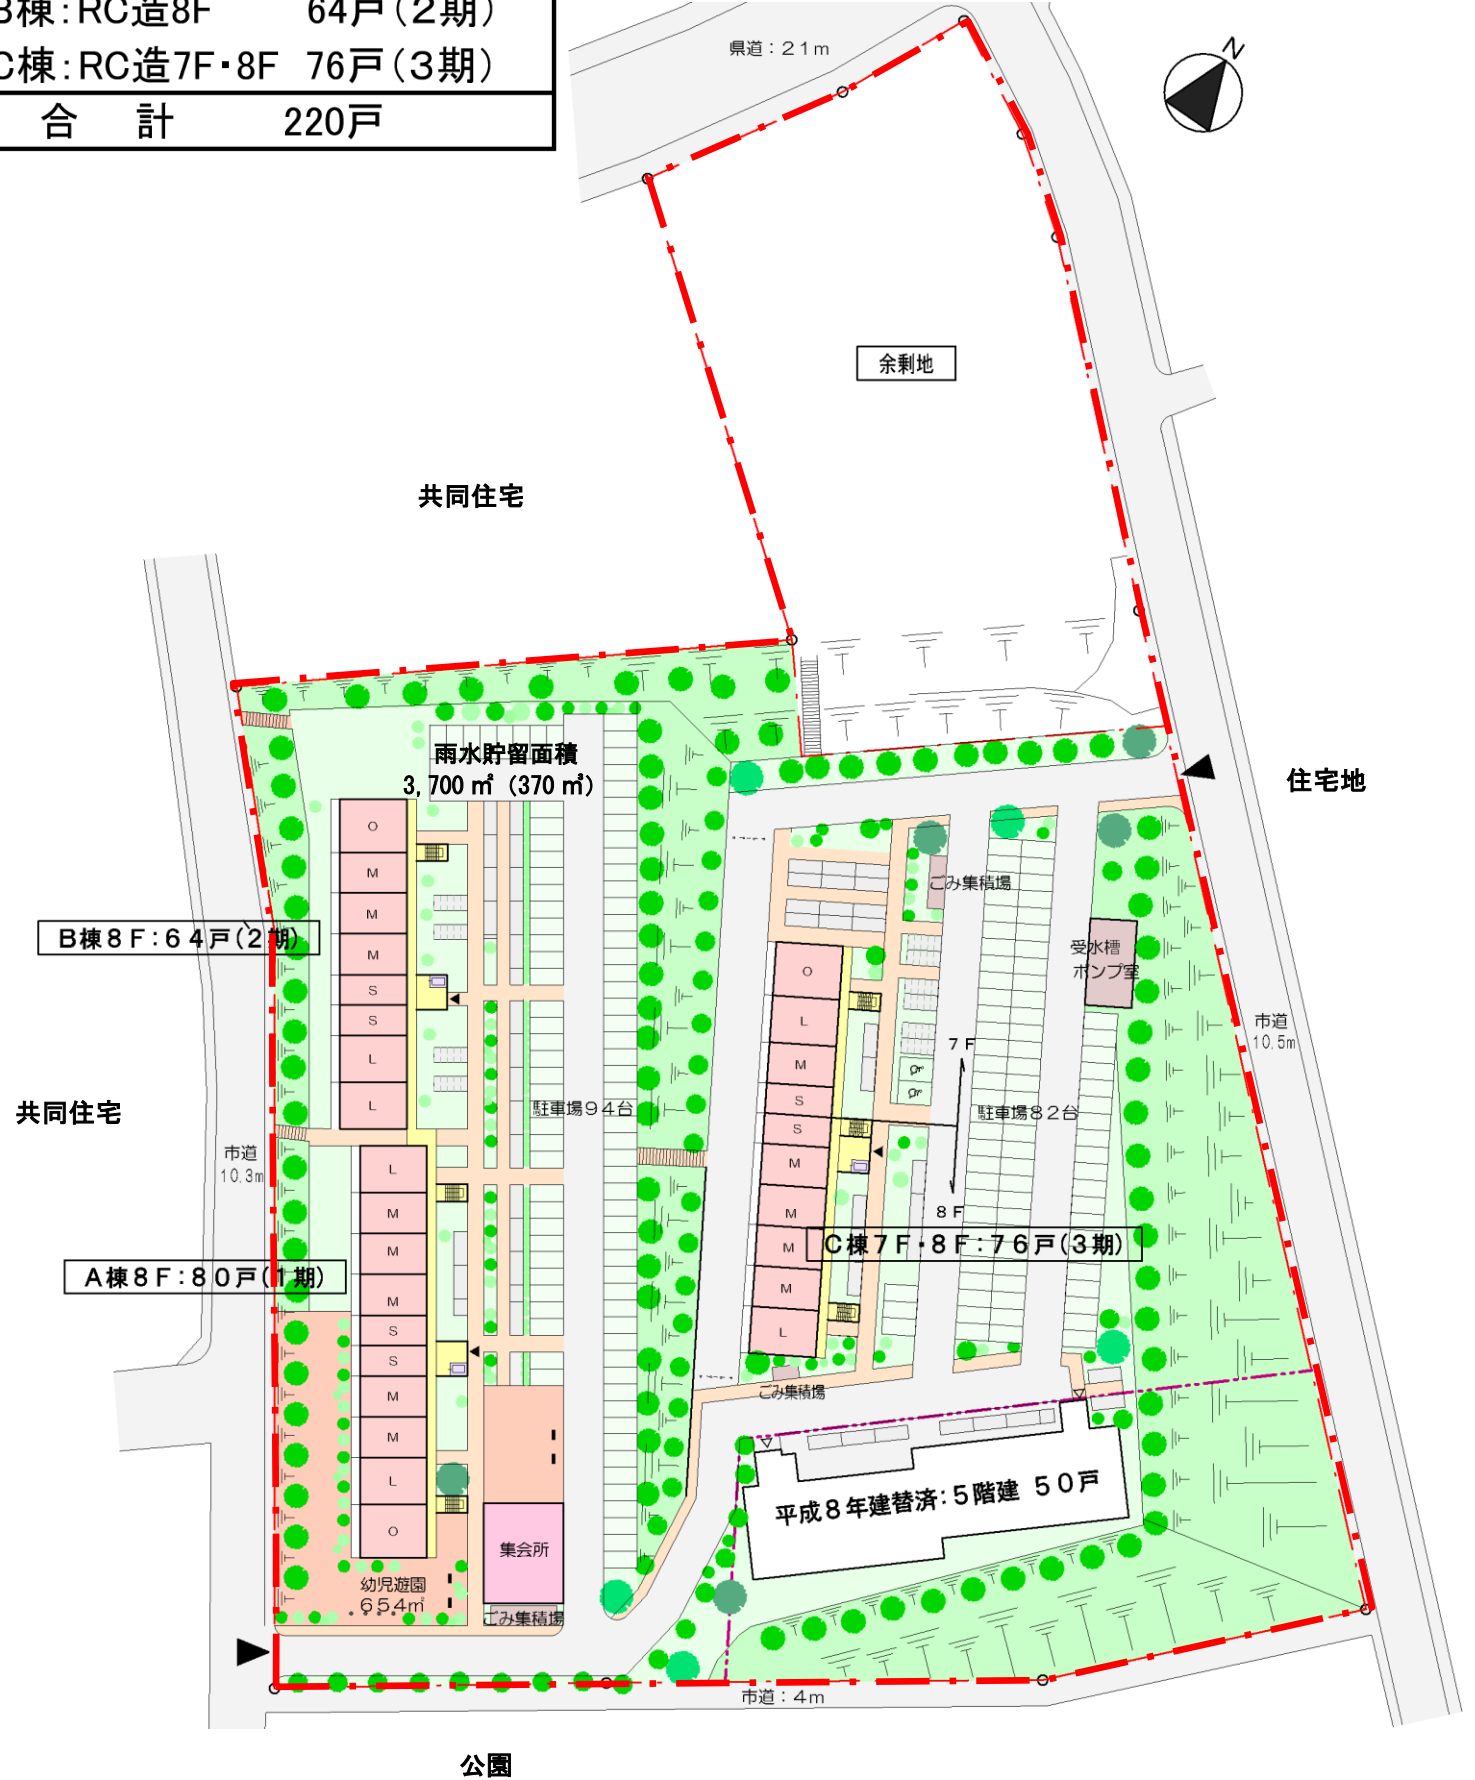 B棟:RC造8F 64戸(2期)
C棟:RC造7F・8F 76戸(3期)
合 計 220戸
県道:21m
N
余剰地
共同住宅
雨水貯留面積
3,700㎡ (370㎡)
住宅地
O
M
M
M
S
S
L
L
B棟8F:64戸(2期)
ごみ集積場
受水槽
ポンプ室
O
L
M
S
S
M
M
M
M
L
7F
8F
市道
10.5m
駐車場94台
駐車場82台
共同住宅
市道
10.3m
L
M
M
M
S
S
M
M
L
O
C棟7F・8F:76戸(3期)
A棟8F:80戸(1期)
ごみ集積場
平成8年建替済:5階建 50戸
集会所
幼児遊園
654㎡
ごみ集積場
市道:4m
公園